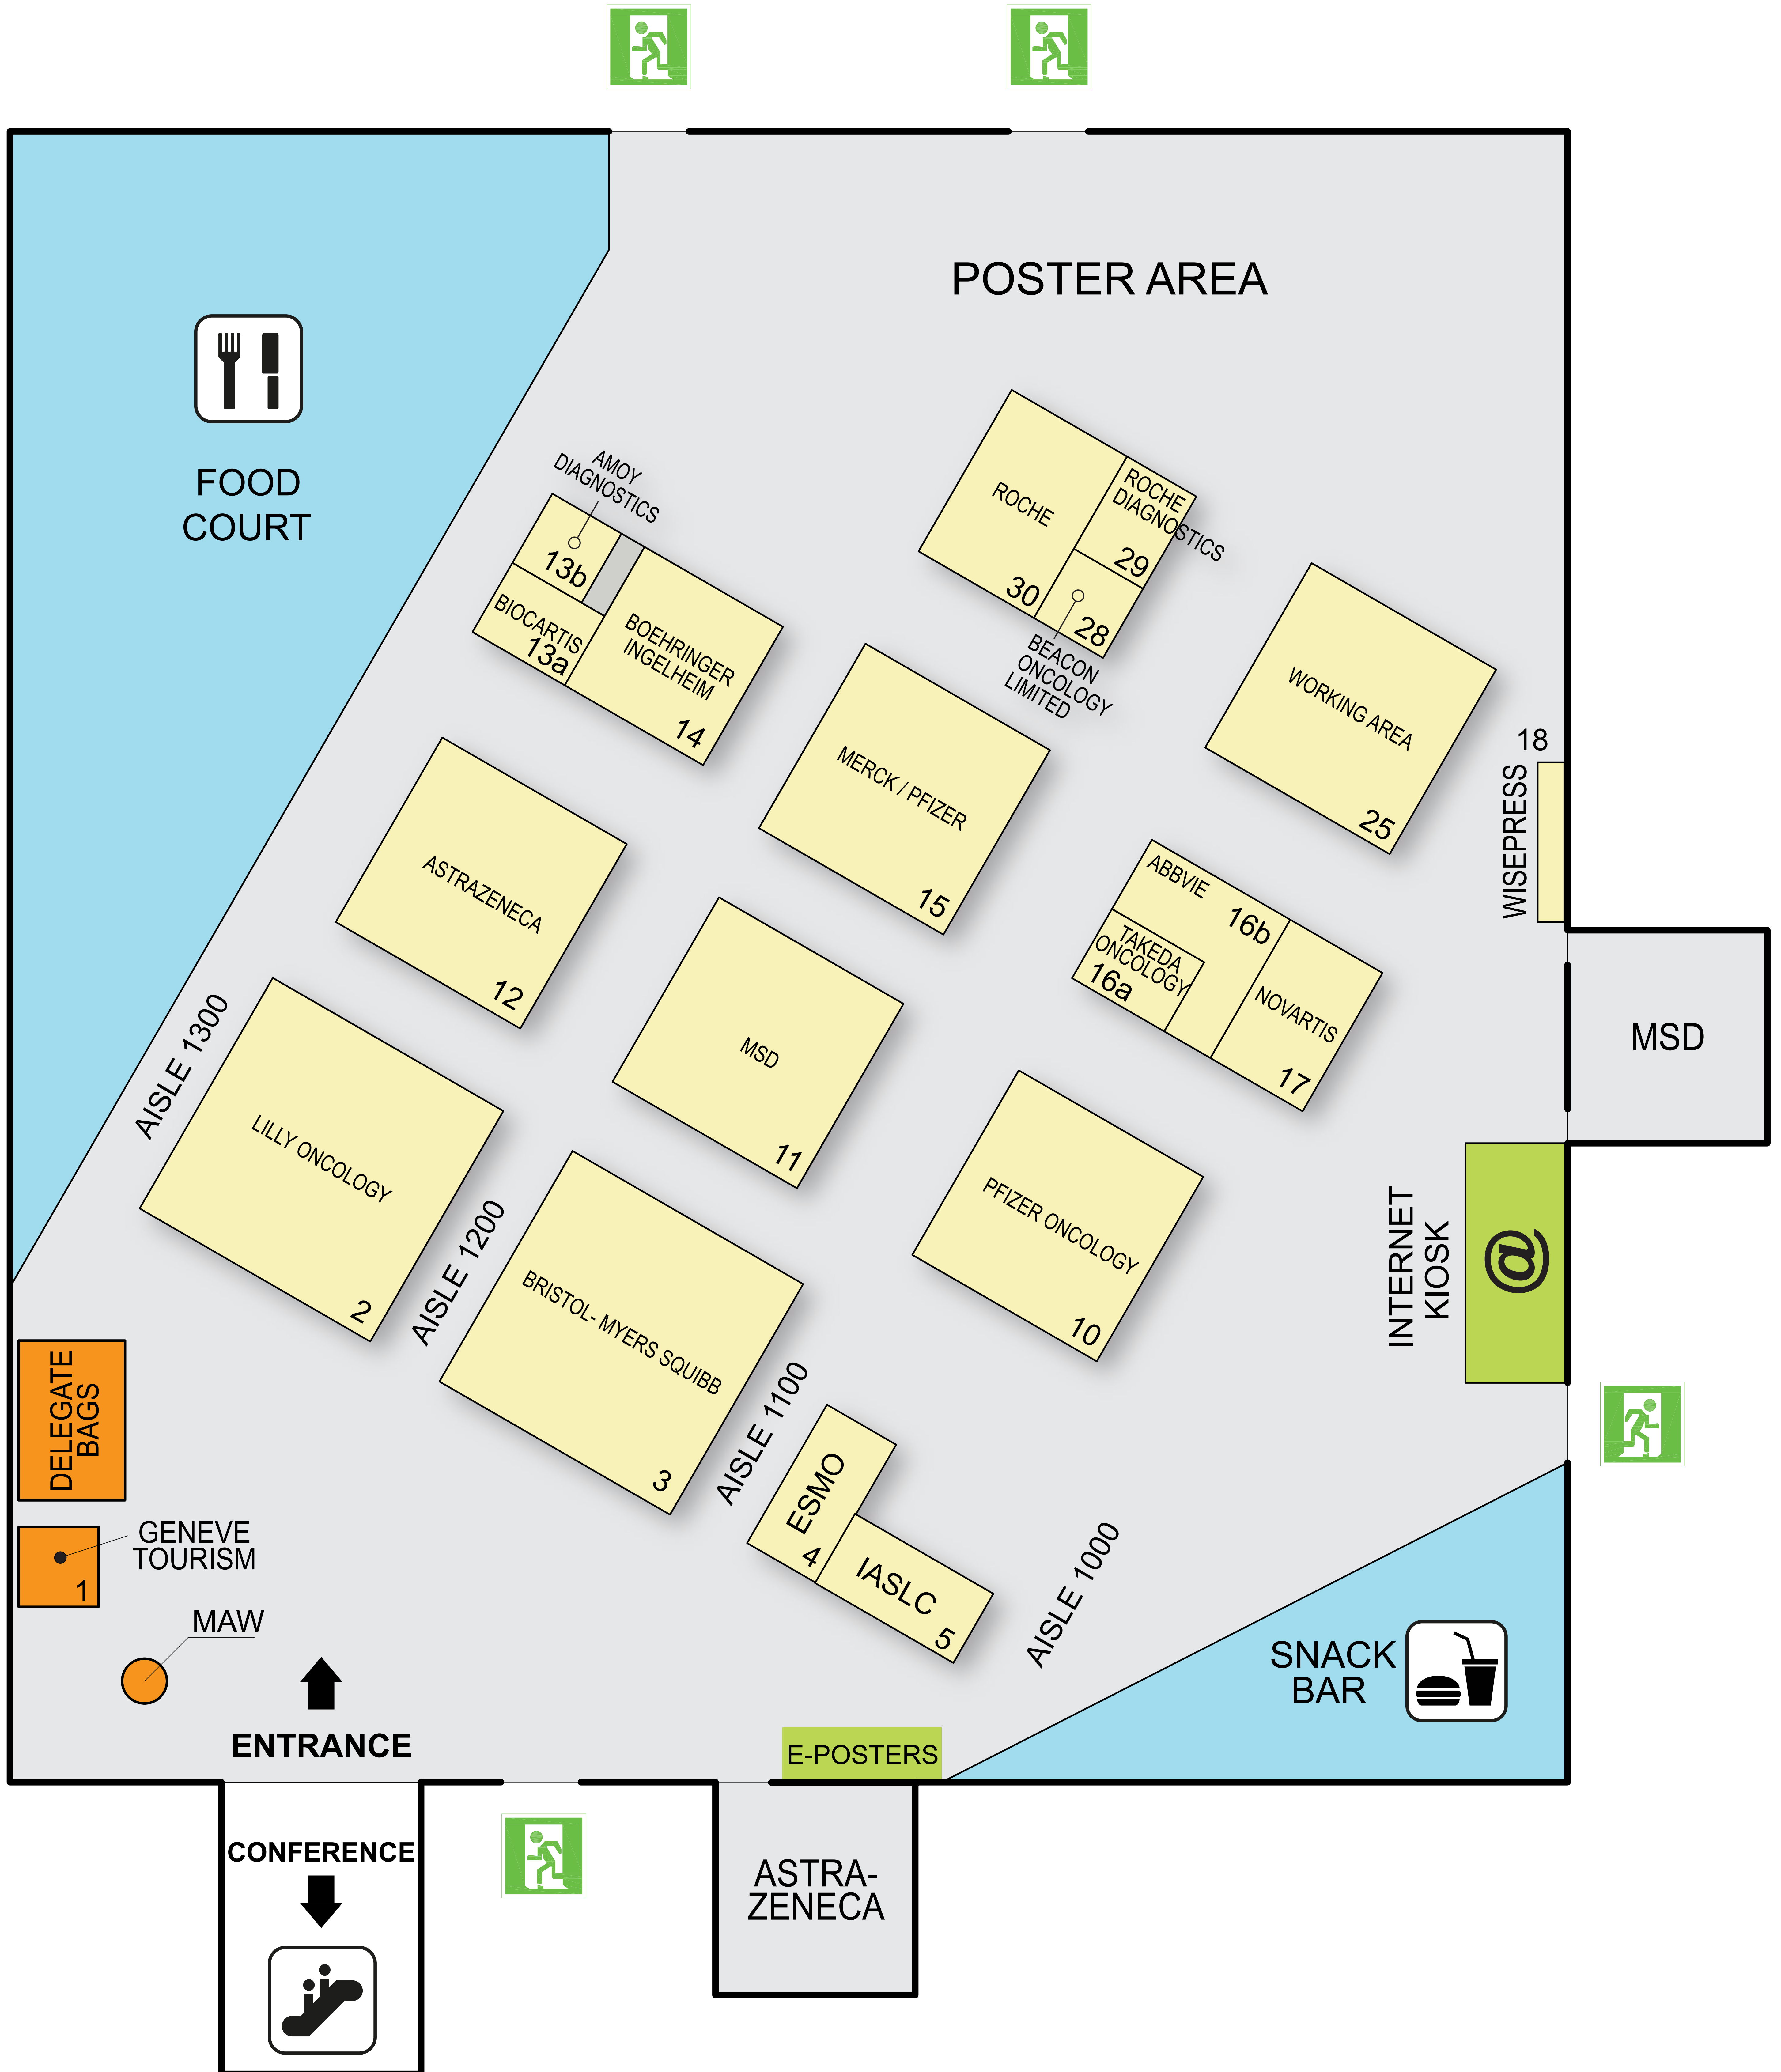 POSTER AREA
FOOD
COURT
AMOY
DIAGNOSTICS
13b
BIOCARTIS
13a
BOEHRINGER
INGELHEIM
14
ROCHE
30
ROCHE
DIAGNOSTICS
29
28
BEACON
ONCOLOGY
LIMITED
WORKING AREA
25
18
WISEPRESS
MERCK / PFIZER
15
ASTRAZENECA
12
ABBVIE
16b
TAKEDA
ONCOLOGY
16a
NOVARTIS
17
MSD
11
MSD
AISLE 1300
LILLY ONCOLOGY
2
AISLE 1200
BRISTOL- MYERS SQUIBB
3
PFIZER ONCOLOGY
10
INTERNET
KIOSK
@
AISLE 1100
ESMO
4
IASLC
5
AISLE 1000
DELEGATE
BAGS
GENEVE
TOURISM
1
MAW
ENTRANCE
E-POSTERS
SNACK
BAR
CONFERENCE
ASTRA-
ZENECA